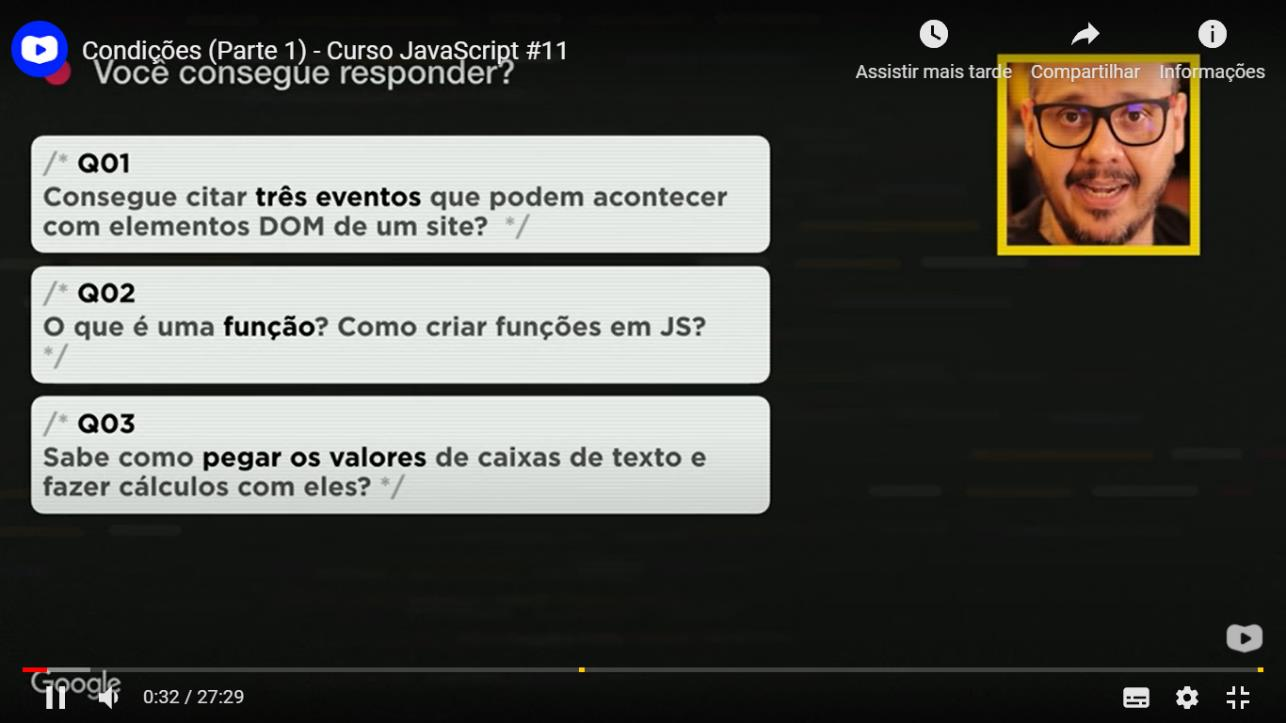 Condições (Parte 1) - Curso JavaScript #11
Assistir mais tarde
Compartilhar
Informações
Você consegue responder?
/* Q01
Consegue citar três eventos que podem acontecer
com elementos DOM de um site? */
/* Q02
O que é uma função? Como criar funções em JS?
*/
/* Q03
Sabe como pegar os valores de caixas de texto e
fazer cálculos com eles? */
Google
0:32 / 27:29